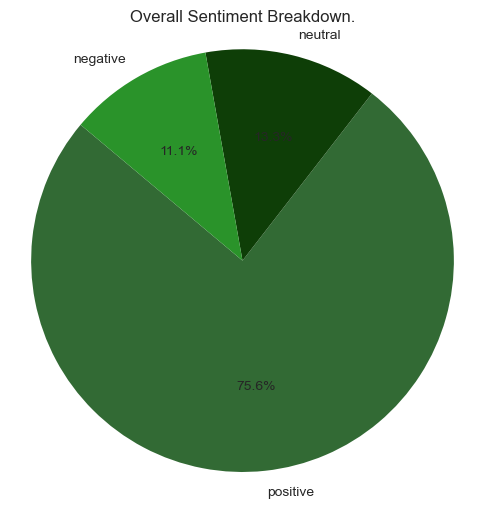 Overall Sentiment Breakdown.
neutral
negative
11.1%
75.6%
positive